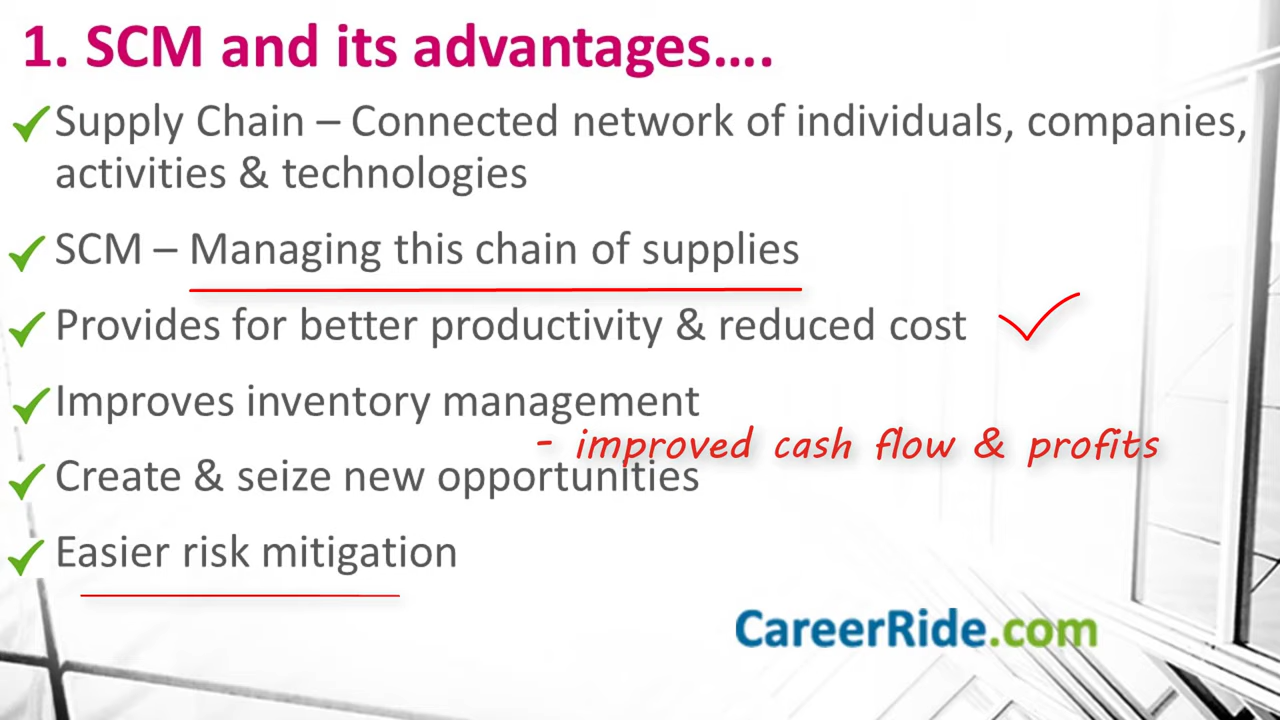 1. SCM and its advantages….
Supply Chain – Connected network of individuals, companies,
activities & technologies
SCM – Managing this chain of supplies
Provides for better productivity & reduced cost
Improves inventory management
- improved cash flow & profits
Create & seize new opportunities
Easier risk mitigation
CareerRide.com